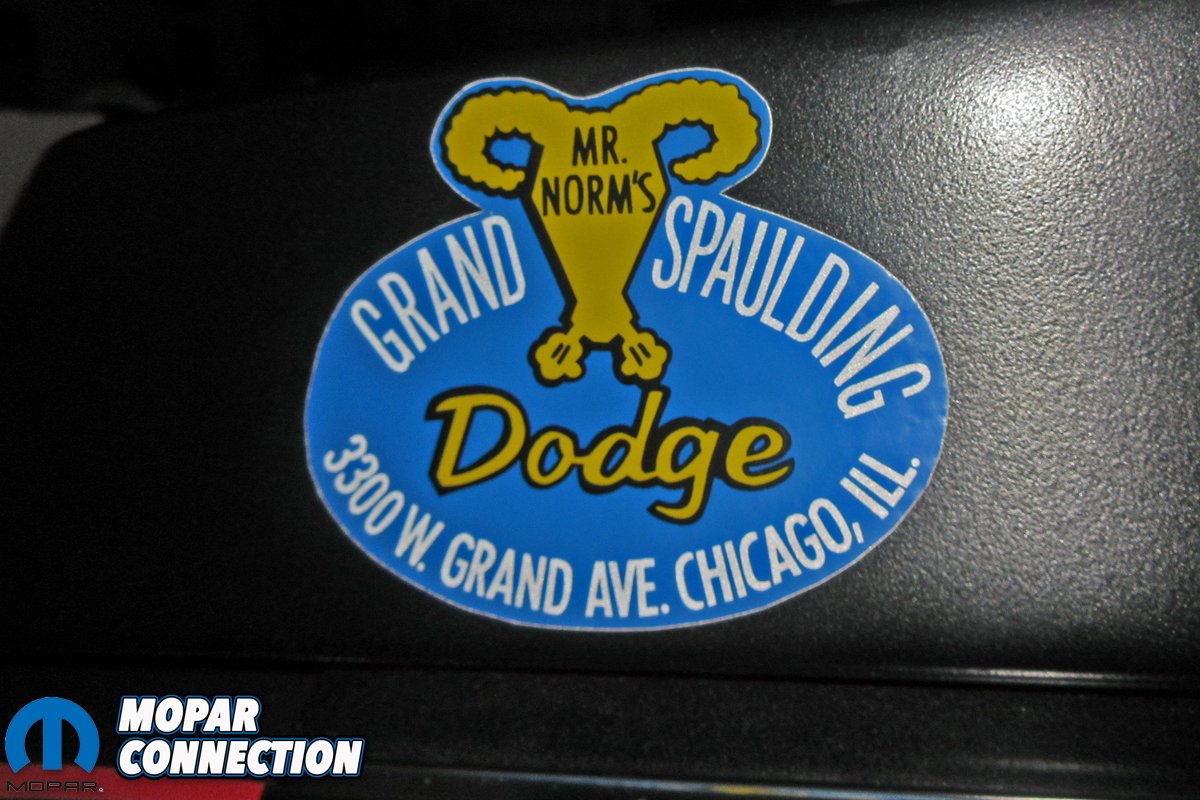 MR.
NORM'S
GRAND SPAULDING
Dodge
3300 W. GRAND AVE. CHICAGO, ILL.
MOPAR
CONNECTION
MOPAR